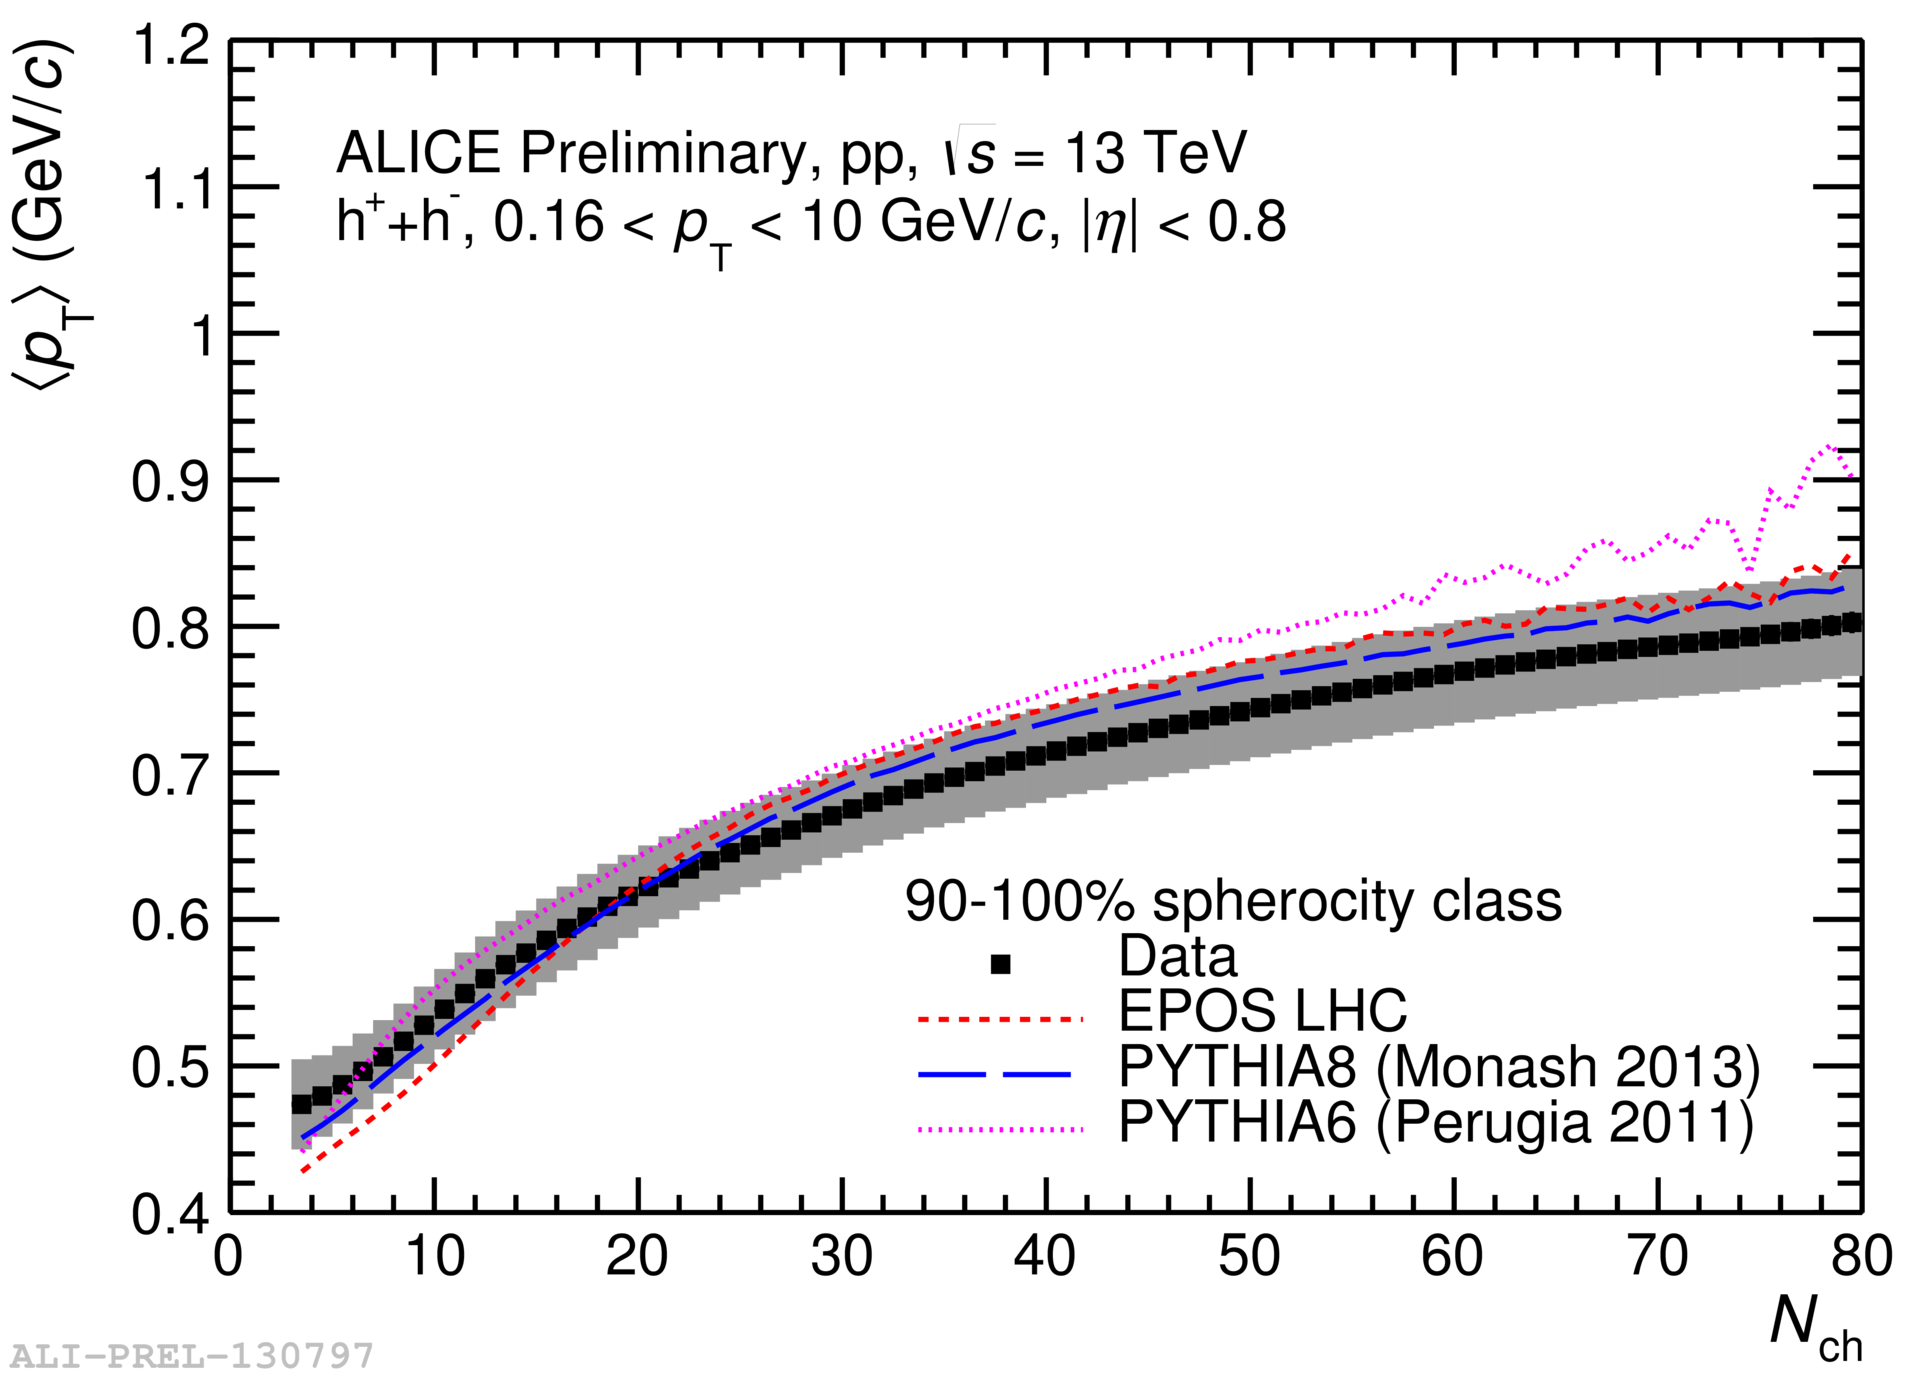 ⟨pT⟩ (GeV/c)
1.2
1.1
1
0.9
0.8
0.7
0.6
0.5
0.4
ALICE Preliminary, pp, √s = 13 TeV
h⁺+h⁻, 0.16 < pT < 10 GeV/c, |η| < 0.8
90-100% spherocity class
Data
EPOS LHC
PYTHIA8 (Monash 2013)
PYTHIA6 (Perugia 2011)
0 10 20 30 40 50 60 70 80
Nch
ALI-PREL-130797